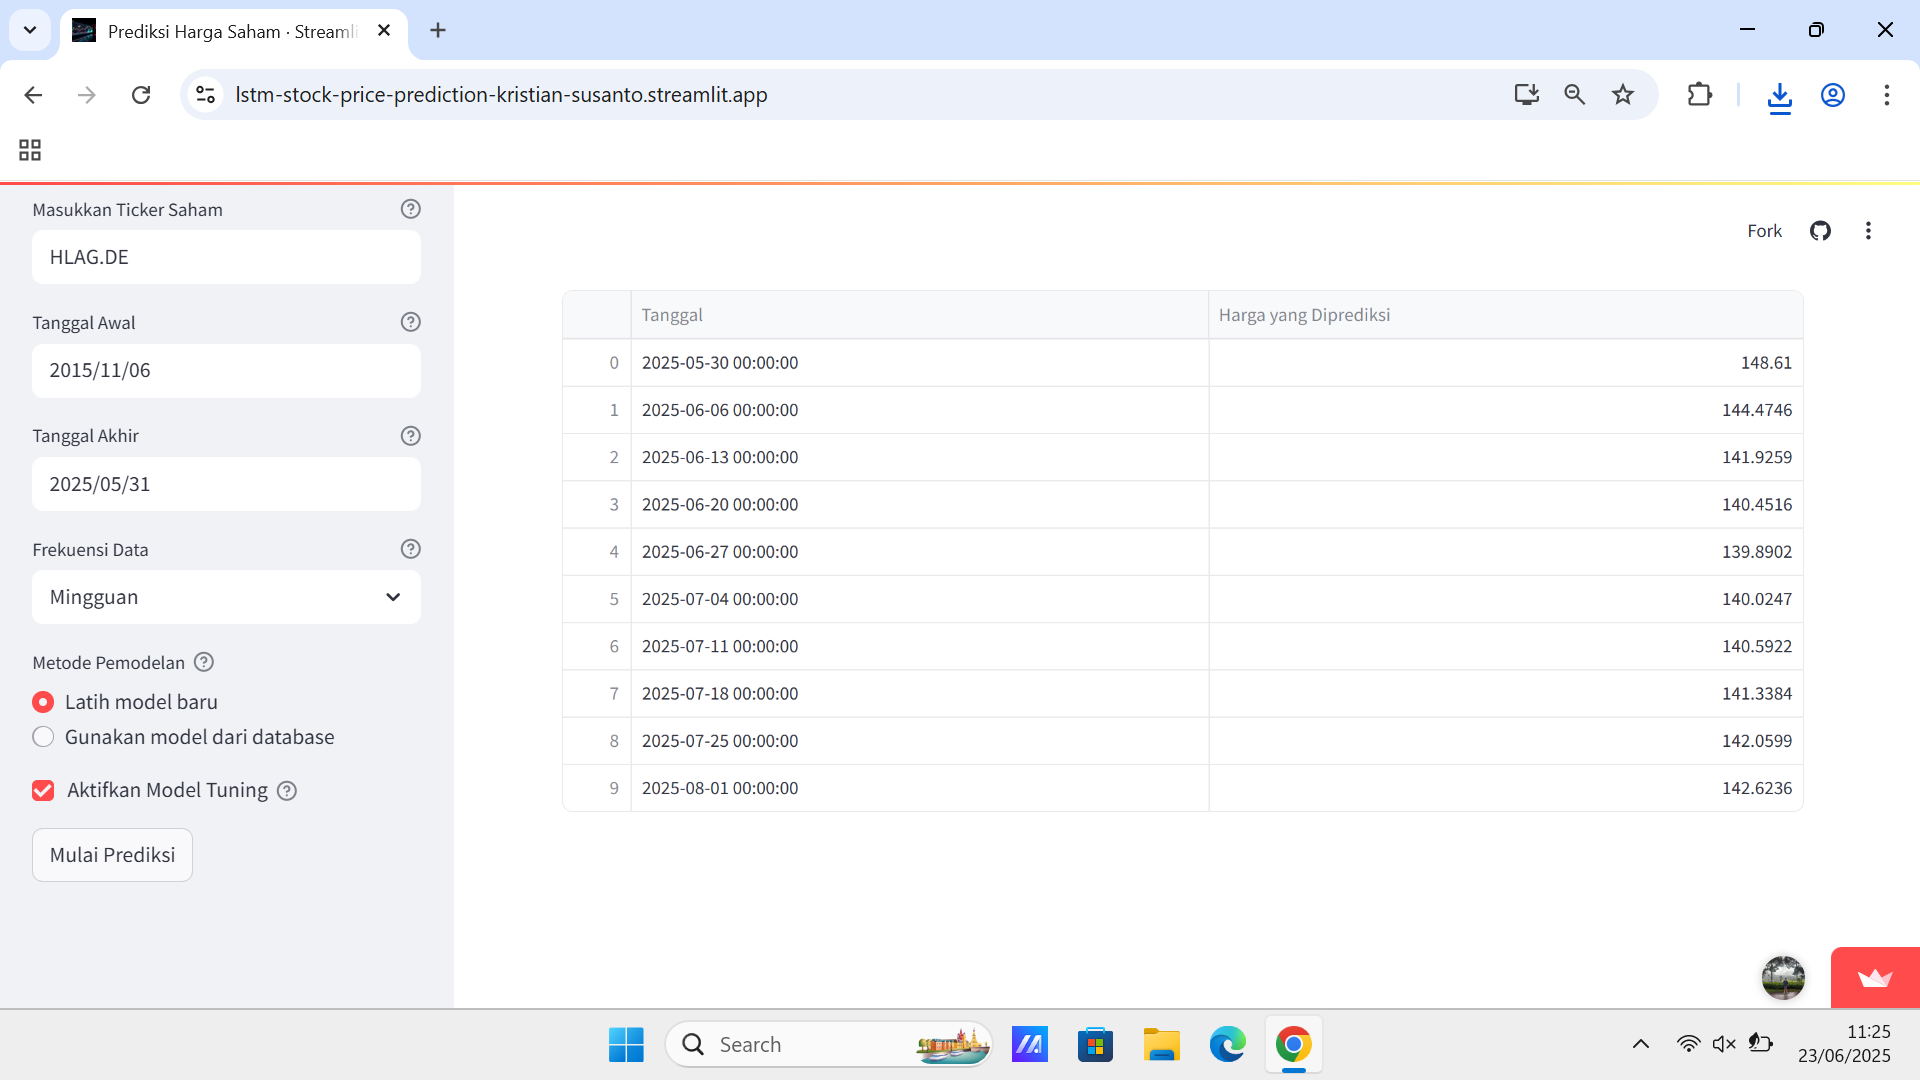 Prediksi Harga Saham · Streamli
lstm-stock-price-prediction-kristian-susanto.streamlit.app
Masukkan Ticker Saham
HLAG.DE
Tanggal Awal
2015/11/06
Tanggal Akhir
2025/05/31
Frekuensi Data
Mingguan
Metode Pemodelan
Latih model baru
Gunakan model dari database
Aktifkan Model Tuning
Mulai Prediksi
Fork
Tanggal Harga yang Diprediksi
0 2025-05-30 00:00:00 148.61
1 2025-06-06 00:00:00 144.4746
2 2025-06-13 00:00:00 141.9259
3 2025-06-20 00:00:00 140.4516
4 2025-06-27 00:00:00 139.8902
5 2025-07-04 00:00:00 140.0247
6 2025-07-11 00:00:00 140.5922
7 2025-07-18 00:00:00 141.3384
8 2025-07-25 00:00:00 142.0599
9 2025-08-01 00:00:00 142.6236
Search
11:25
23/06/2025